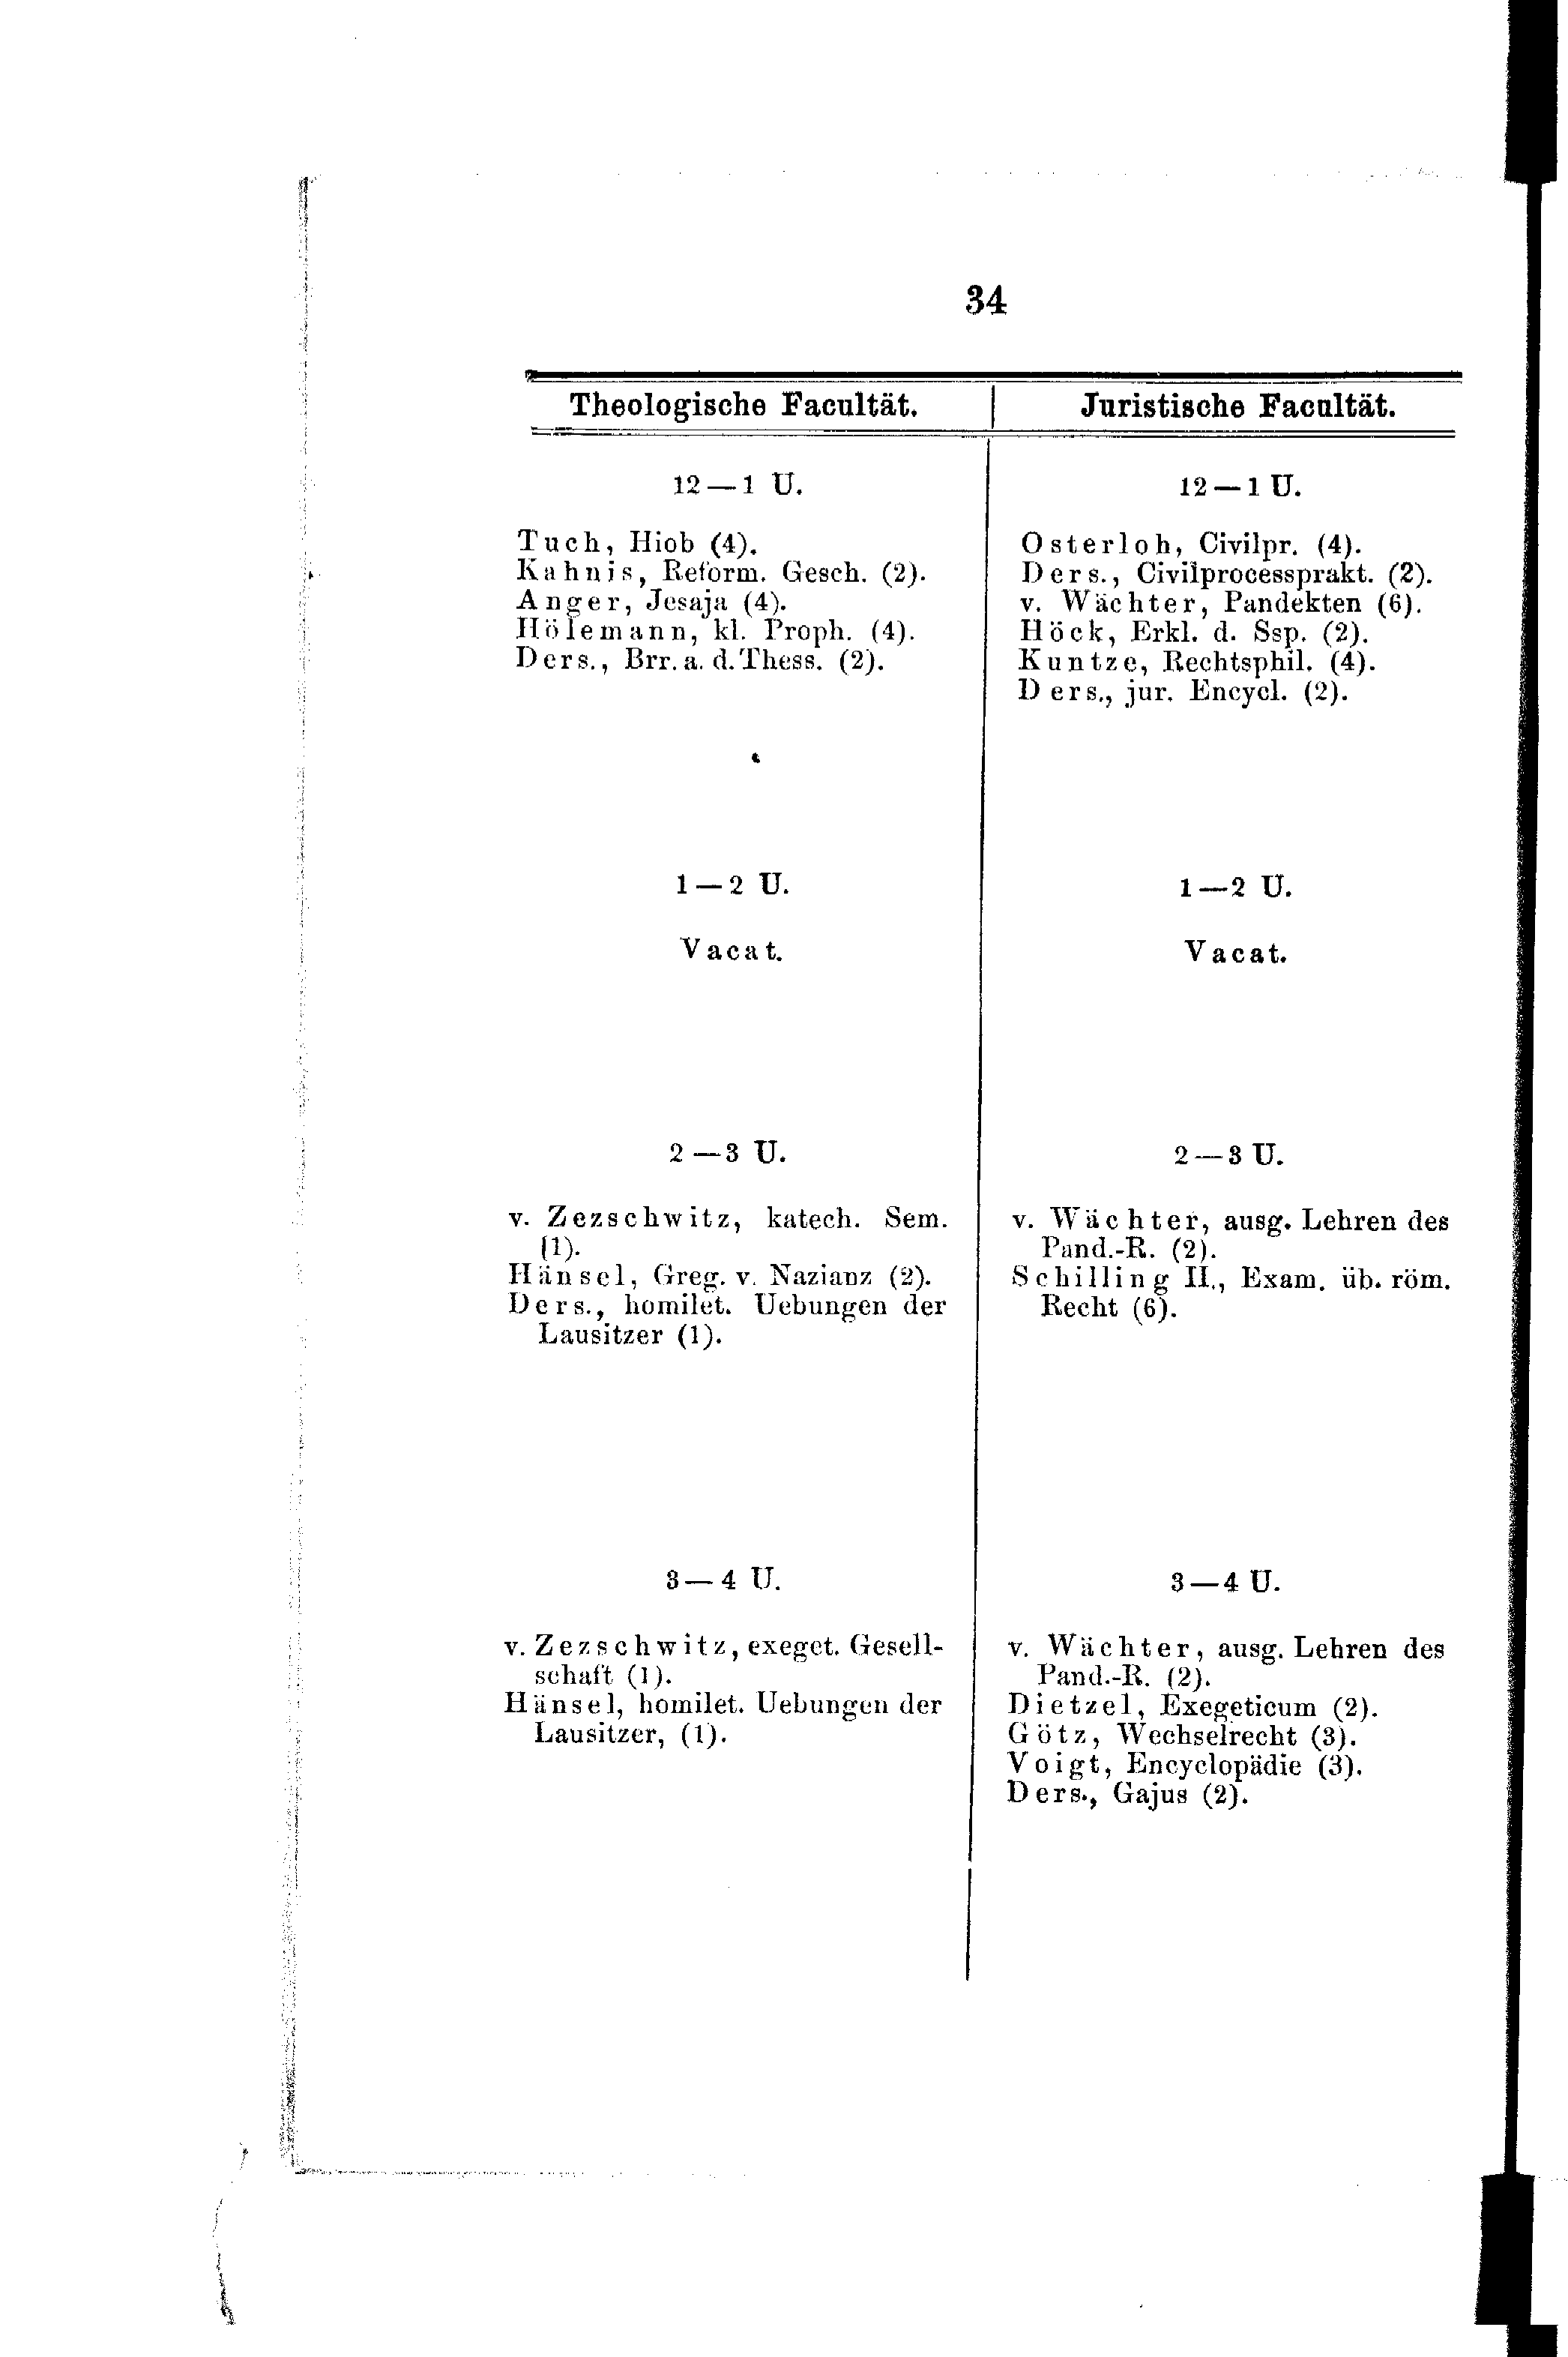 34
Theologische Facultät.
12—1 U.
Tuch, Hiob (4).
Kahnis, Reform. Gesch. (2).
Anger, Jesaja (4).
Hölemann, kl. Proph. (4).
Ders., Brr. a. d. Thess. (2).
1—2 U.
Vacat.
2—3 U.
v. Zezschwitz, katech. Sem.
(1).
Hänsel, Greg. v. Nazianz (2).
Ders., homilet. Uebungen der
Lausitzer (1).
3—4 U.
v. Zezschwitz, exeget. Gesell-
schaft (1).
Hänsel, homilet. Uebungen der
Lausitzer, (1).
Juristische Facultät.
12—1 U.
Osterloh, Civilpr. (4).
Ders., Civilprocessprakt. (2).
v. Wächter, Pandekten (6).
Höck, Erkl. d. Ssp. (2).
Kuntze, Rechtsphil. (4).
Ders., jur. Encycl. (2).
1—2 U.
Vacat.
2—3 U.
v. Wächter, ausg. Lehren des
Pand.-R. (2).
Schilling II., Exam. üb. röm.
Recht (6).
3—4 U.
v. Wächter, ausg. Lehren des
Pand.-R. (2).
Dietzel, Exegeticum (2).
Götz, Wechselrecht (3).
Voigt, Encyclopädie (3).
Ders., Gajus (2).